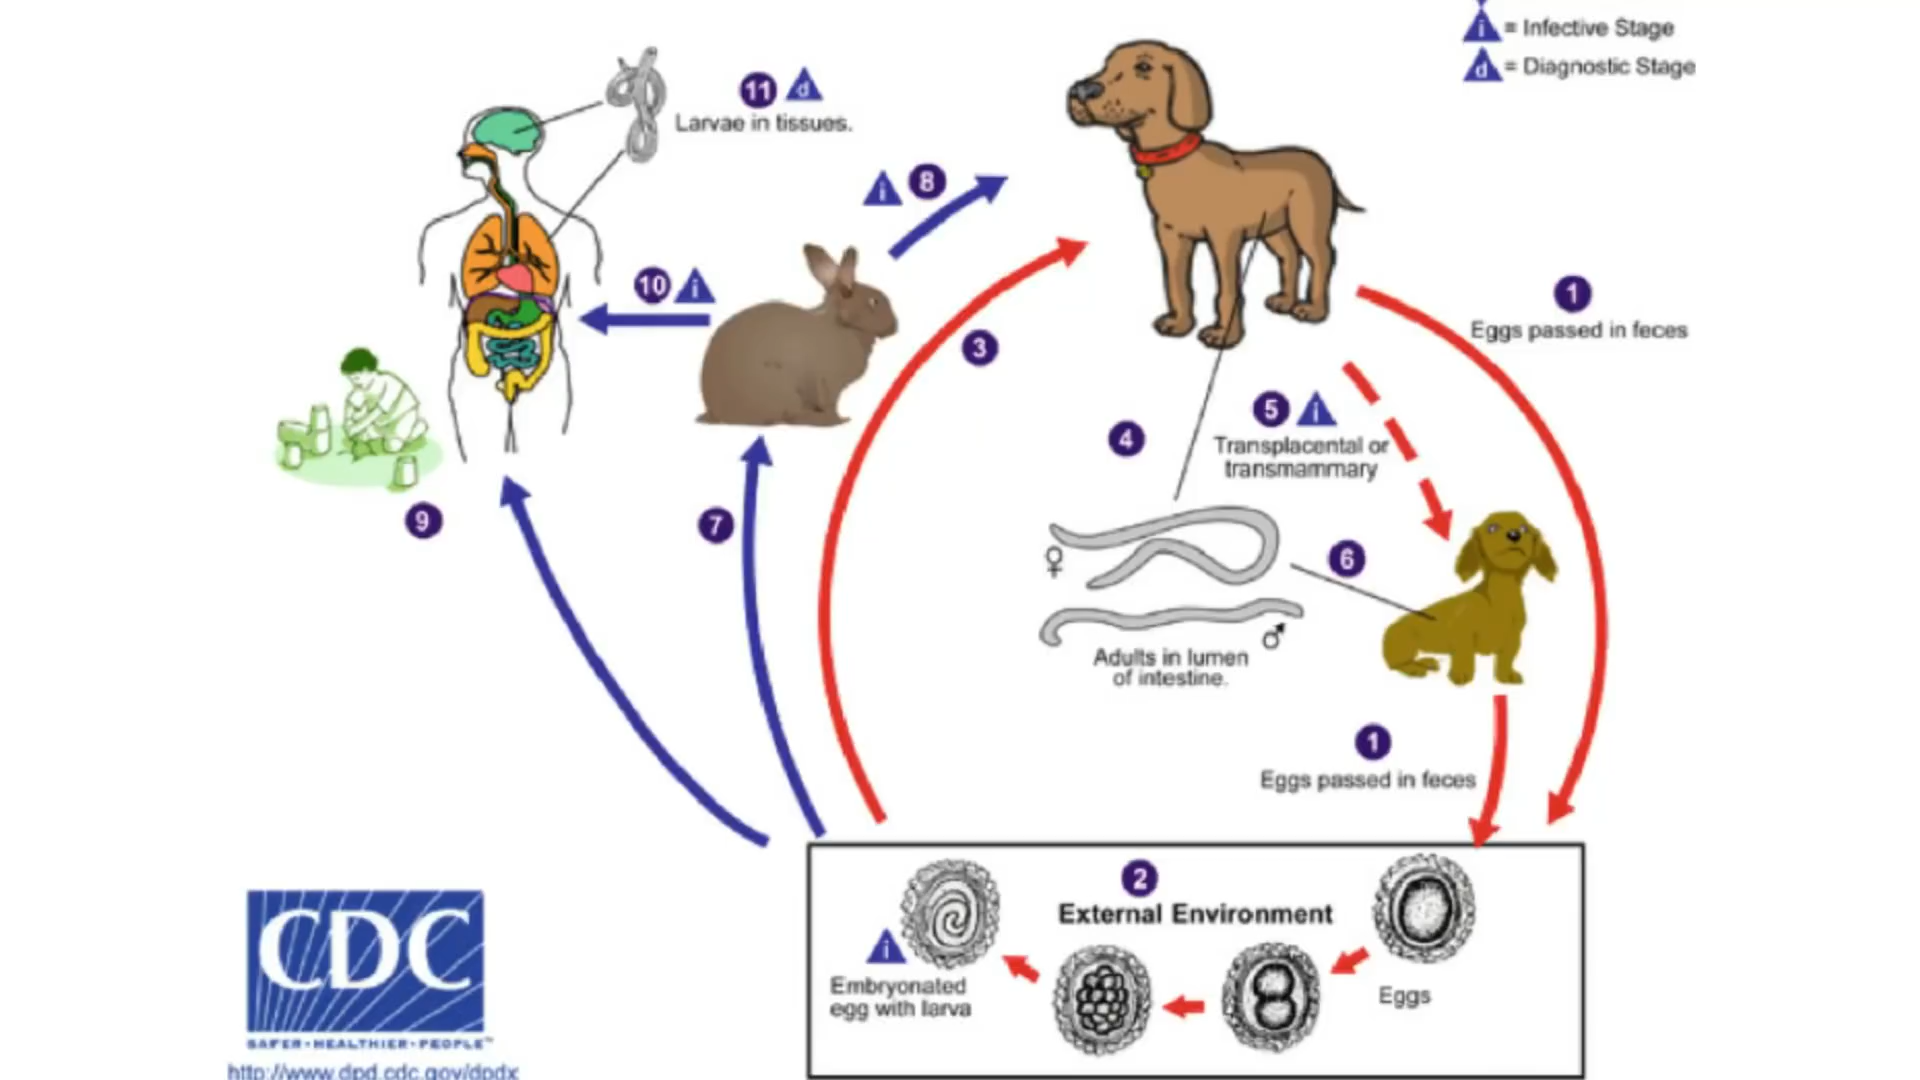 i = Infective Stage
d = Diagnostic Stage
11 d
Larvae in tissues.
i 8
10 i
1
Eggs passed in feces
3
5 i
Transplacental or
transmammary
4
9
7
6
♀
♂
Adults in lumen
of intestine.
1
Eggs passed in feces
2
External Environment
i
Embryonated
egg with larva
Eggs
CDC
SAFER•HEALTHIER•PEOPLE™
http://www.dpd.cdc.gov/dpdx